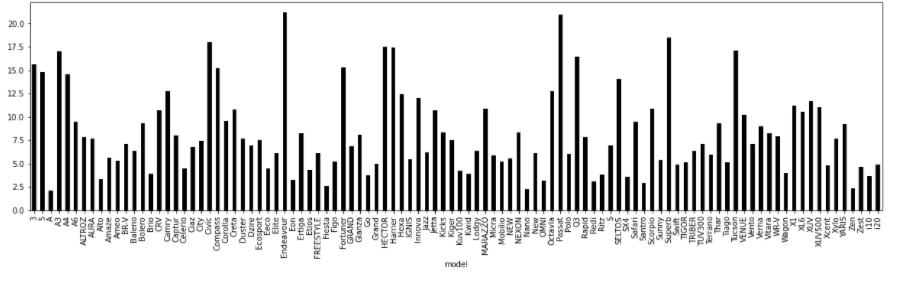 20.0
17.5
15.0
12.5
10.0
7.5
5.0
2.5
0.0
3
5
A
A3
A4
A6
ALTROZ
AURA
Alto
Amaze
Ameo
BR-V
Baleno
Bolero
Brio
CRV
Camry
Captur
Celerio
Ciaz
City
Civic
Compass
Corolla
Creta
Duster
Dzire
Ecosport
Eeco
Elite
Endeavour
Eon
Ertiga
Etios
FREESTYLE
Fiesta
Figo
Fortuner
GRAND
Glanza
Go
Grand
HECTOR
Harrier
Hexa
IGNIS
Innova
Jazz
Jeep
Kicks
Kiger
Kuv100
Kwid
Lodgy
MARAZZO
Micra
Mobilio
NEW
NEXON
Nano
New
OMNI
Octavia
Passat
Polo
Q3
Rapid
Redi
Ritz
S
SELTOS
SX4
Safari
Santro
Scorpio
Sunny
Superb
Swift
TIGOR
TRIBER
TUV300
Terrano
Thar
Tiago
Tucson
VENUE
Vento
Verna
Vitara
WR-V
Wagon
X1
XL6
XUV
XUV500
Xcent
Xylo
YARIS
Zen
Zest
i10
i20
model